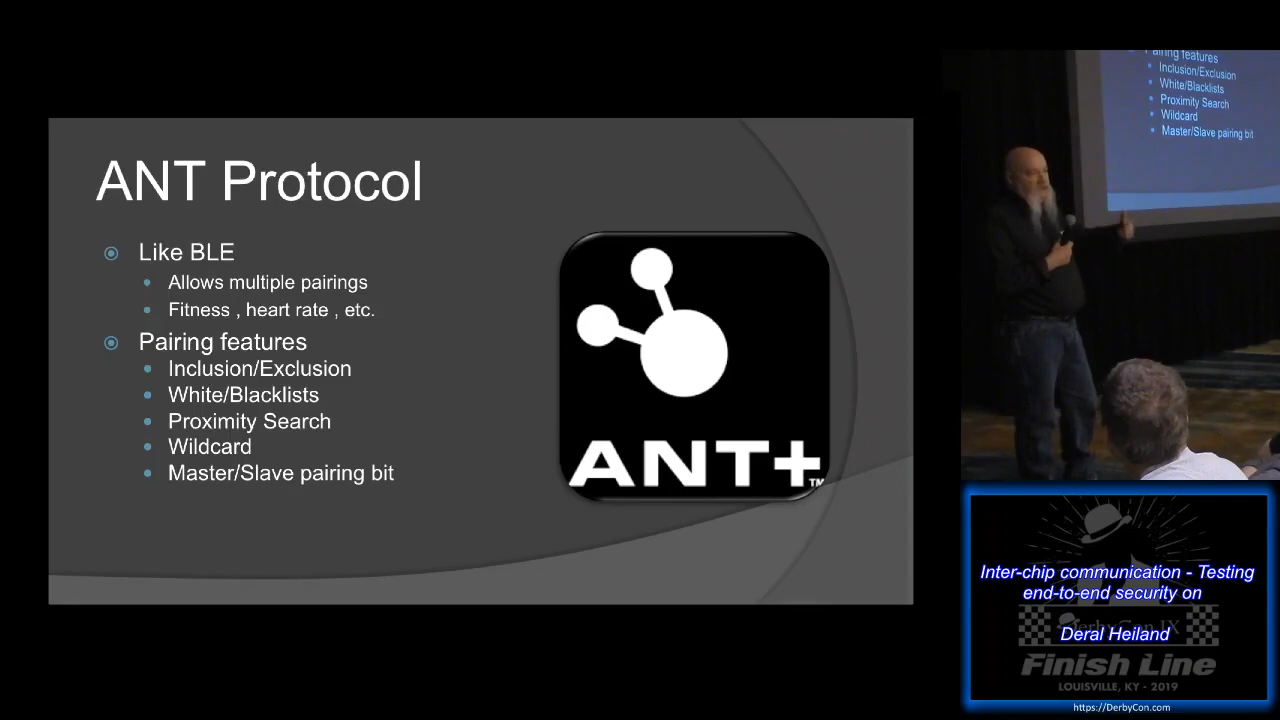 ANT Protocol
Like BLE
Allows multiple pairings
Fitness , heart rate , etc.
Pairing features
Inclusion/Exclusion
White/Blacklists
Proximity Search
Wildcard
Master/Slave pairing bit
ANT+™
Pairing features
Inclusion/Exclusion
White/Blacklists
Proximity Search
Wildcard
Master/Slave pairing bit
Inter-chip communication - Testing
end-to-end security on
DerbyCon IX
Deral Heiland
Finish Line
LOUISVILLE, KY - 2019
https://DerbyCon.com